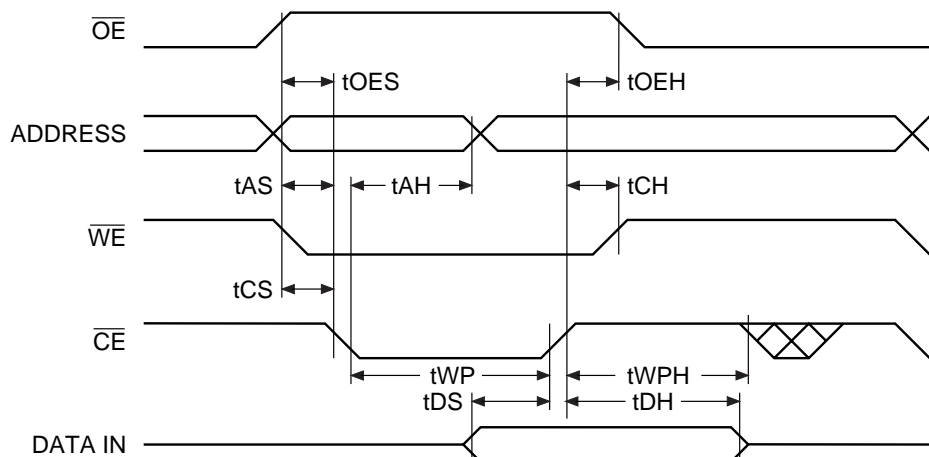 OE
tOES tOEH
ADDRESS
tAS tAH tCH
WE
tCS
CE
tWP tWPH
tDS tDH
DATA IN